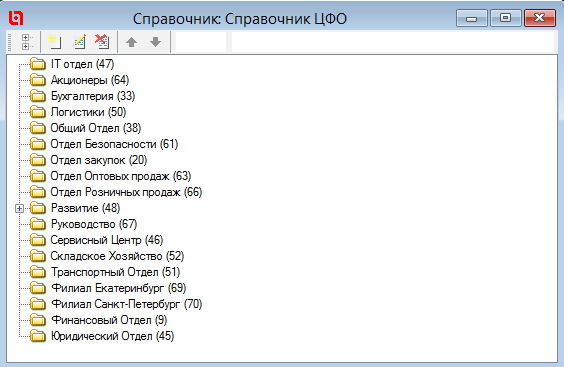 Справочник: Справочник ЦФО
IT отдел (47)
Акционеры (64)
Бухгалтерия (33)
Логистики (50)
Общий Отдел (38)
Отдел Безопасности (61)
Отдел закупок (20)
Отдел Оптовых продаж (63)
Отдел Розничных продаж (66)
Развитие (48)
Руководство (67)
Сервисный Центр (46)
Складское Хозяйство (52)
Транспортный Отдел (51)
Филиал Екатеринбург (69)
Филиал Санкт-Петербург (70)
Финансовый Отдел (9)
Юридический Отдел (45)